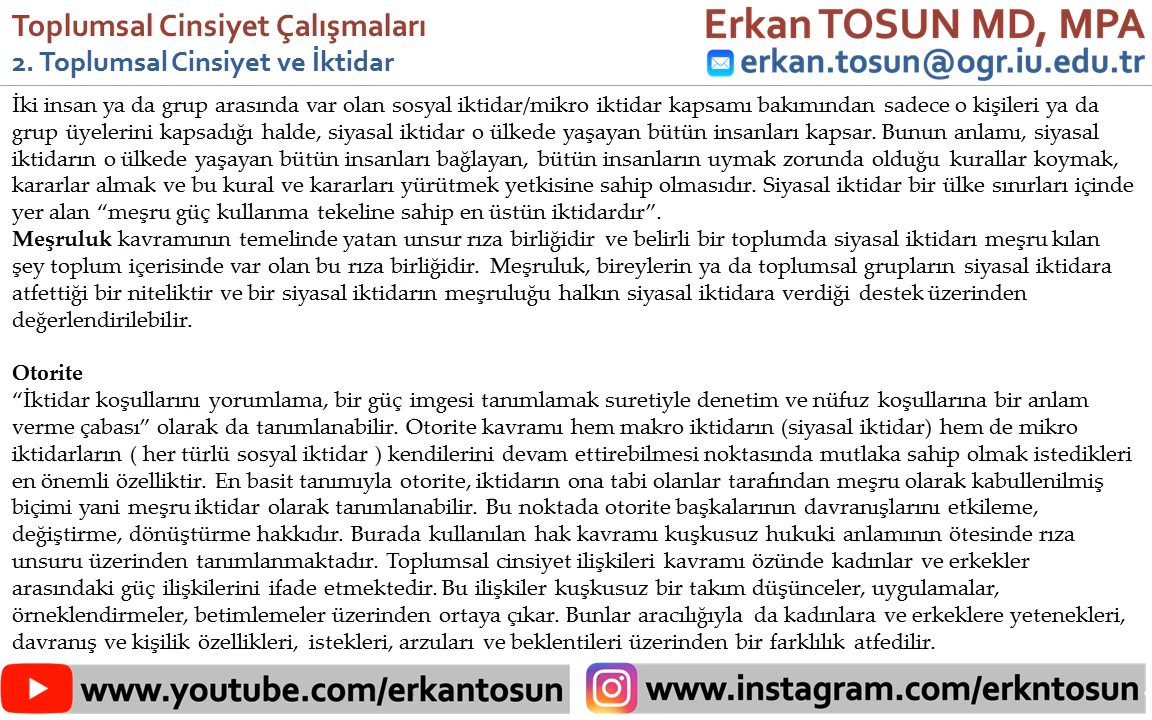 Toplumsal Cinsiyet Çalışmaları
Erkan TOSUN MD, MPA
2. Toplumsal Cinsiyet ve İktidar
erkan.tosun@ogr.iu.edu.tr
İki insan ya da grup arasında var olan sosyal iktidar/mikro iktidar kapsamı bakımından sadece o kişileri ya da
grup üyelerini kapsadığı halde, siyasal iktidar o ülkede yaşayan bütün insanları kapsar. Bunun anlamı, siyasal
iktidarın o ülkede yaşayan bütün insanları bağlayan, bütün insanların uymak zorunda olduğu kurallar koymak,
kararlar almak ve bu kural ve kararları yürütmek yetkisine sahip olmasıdır. Siyasal iktidar bir ülke sınırları içinde
yer alan “meşru güç kullanma tekeline sahip en üstün iktidardır”.
Meşruluk kavramının temelinde yatan unsur rıza birliğidir ve belirli bir toplumda siyasal iktidarı meşru kılan
şey toplum içerisinde var olan bu rıza birliğidir. Meşruluk, bireylerin ya da toplumsal grupların siyasal iktidara
atfettiği bir niteliktir ve bir siyasal iktidarın meşruluğu halkın siyasal iktidara verdiği destek üzerinden
değerlendirilebilir.
Otorite
“İktidar koşullarını yorumlama, bir güç imgesi tanımlamak suretiyle denetim ve nüfuz koşullarına bir anlam
verme çabası” olarak da tanımlanabilir. Otorite kavramı hem makro iktidarın (siyasal iktidar) hem de mikro
iktidarların ( her türlü sosyal iktidar ) kendilerini devam ettirebilmesi noktasında mutlaka sahip olmak istedikleri
en önemli özelliktir. En basit tanımıyla otorite, iktidarın ona tabi olanlar tarafından meşru olarak kabullenilmiş
biçimi yani meşru iktidar olarak tanımlanabilir. Bu noktada otorite başkalarının davranışlarını etkileme,
değiştirme, dönüştürme hakkıdır. Burada kullanılan hak kavramı kuşkusuz hukuki anlamının ötesinde rıza
unsuru üzerinden tanımlanmaktadır. Toplumsal cinsiyet ilişkileri kavramı özünde kadınlar ve erkekler
arasındaki güç ilişkilerini ifade etmektedir. Bu ilişkiler kuşkusuz bir takım düşünceler, uygulamalar,
örneklendirmeler, betimlemeler üzerinden ortaya çıkar. Bunlar aracılığıyla da kadınlara ve erkeklere yetenekleri,
davranış ve kişilik özellikleri, istekleri, arzuları ve beklentileri üzerinden bir farklılık atfedilir.
www.youtube.com/erkantosun
www.instagram.com/erkntosun